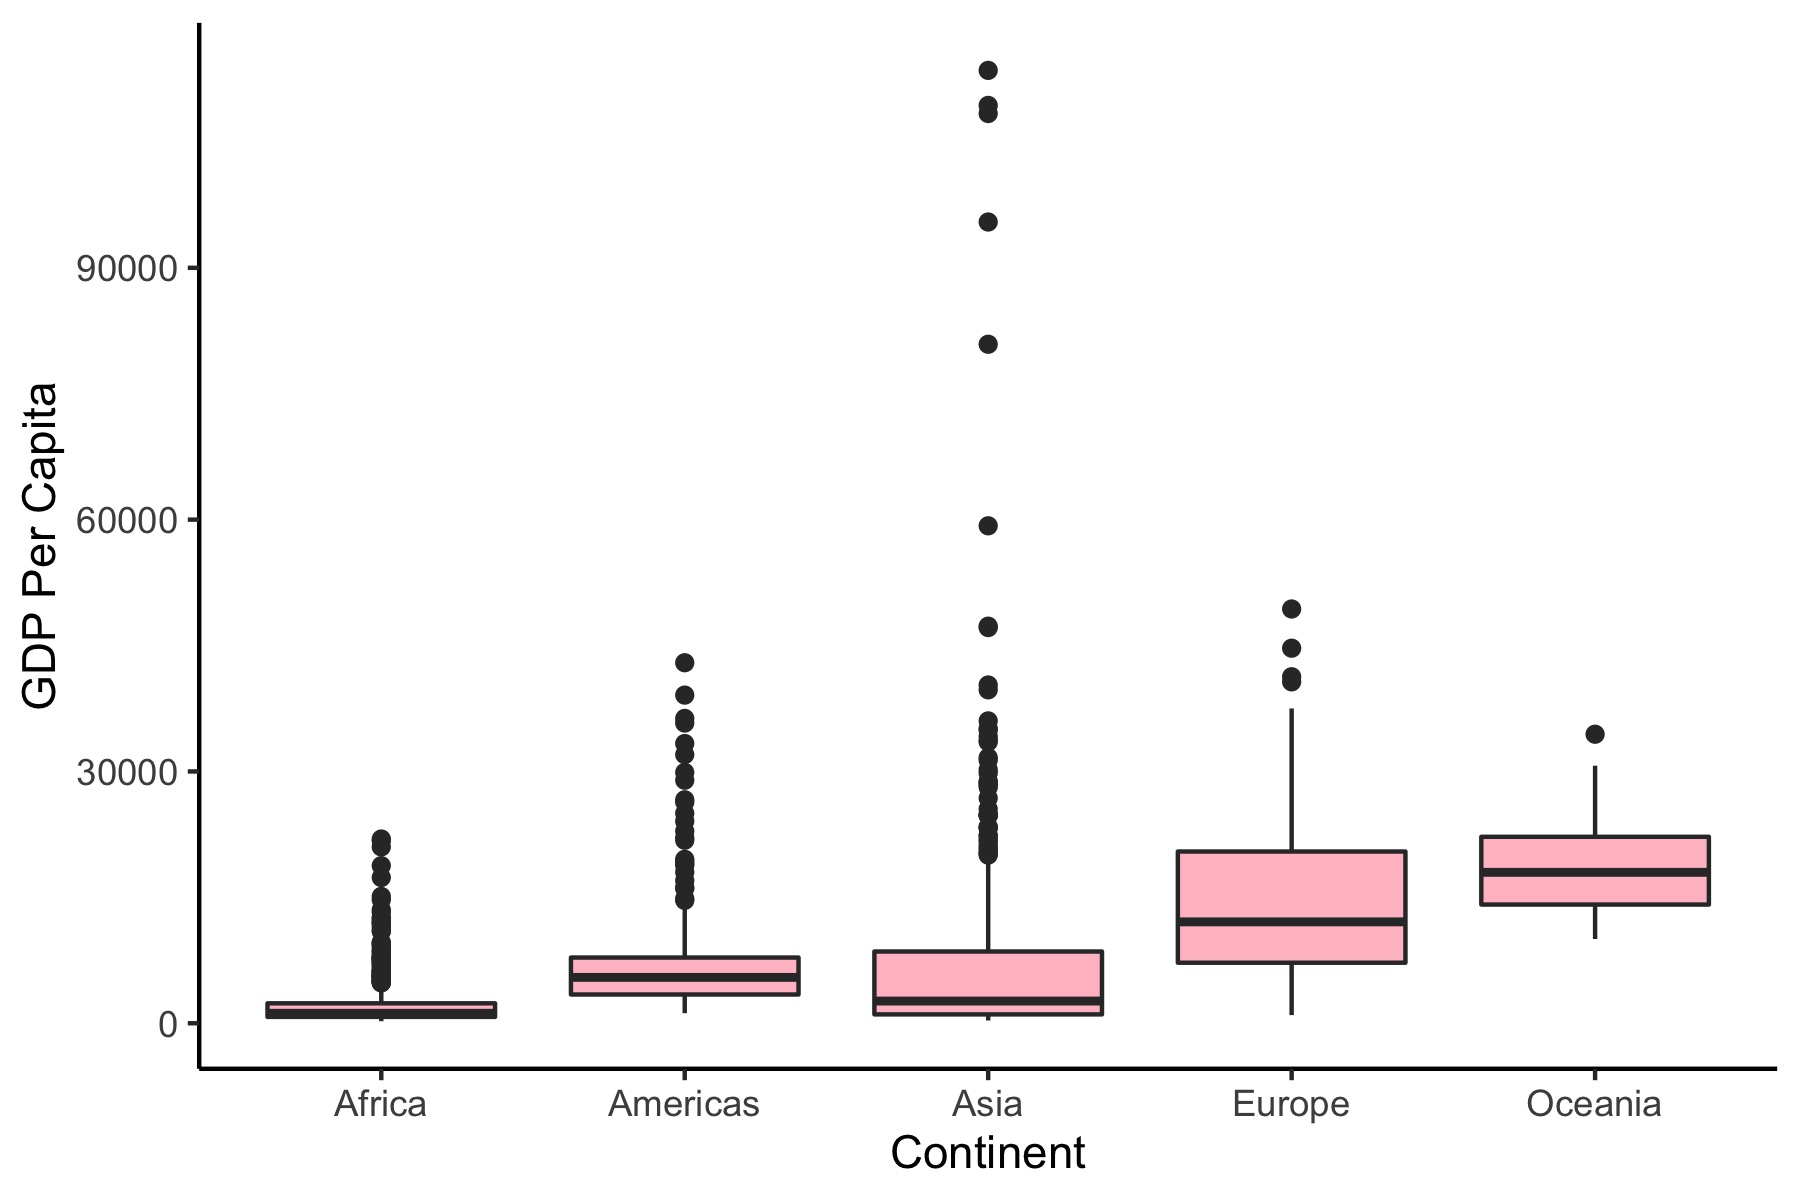 GDP Per Capita
90000
60000
30000
0
Africa Americas Asia Europe Oceania
Continent